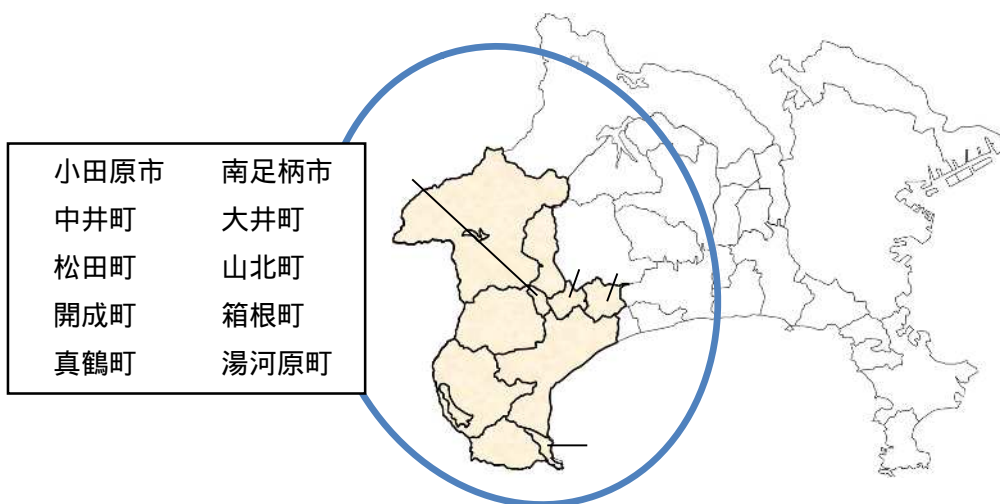 小田原市 南足柄市
中井町 大井町
松田町 山北町
開成町 箱根町
真鶴町 湯河原町